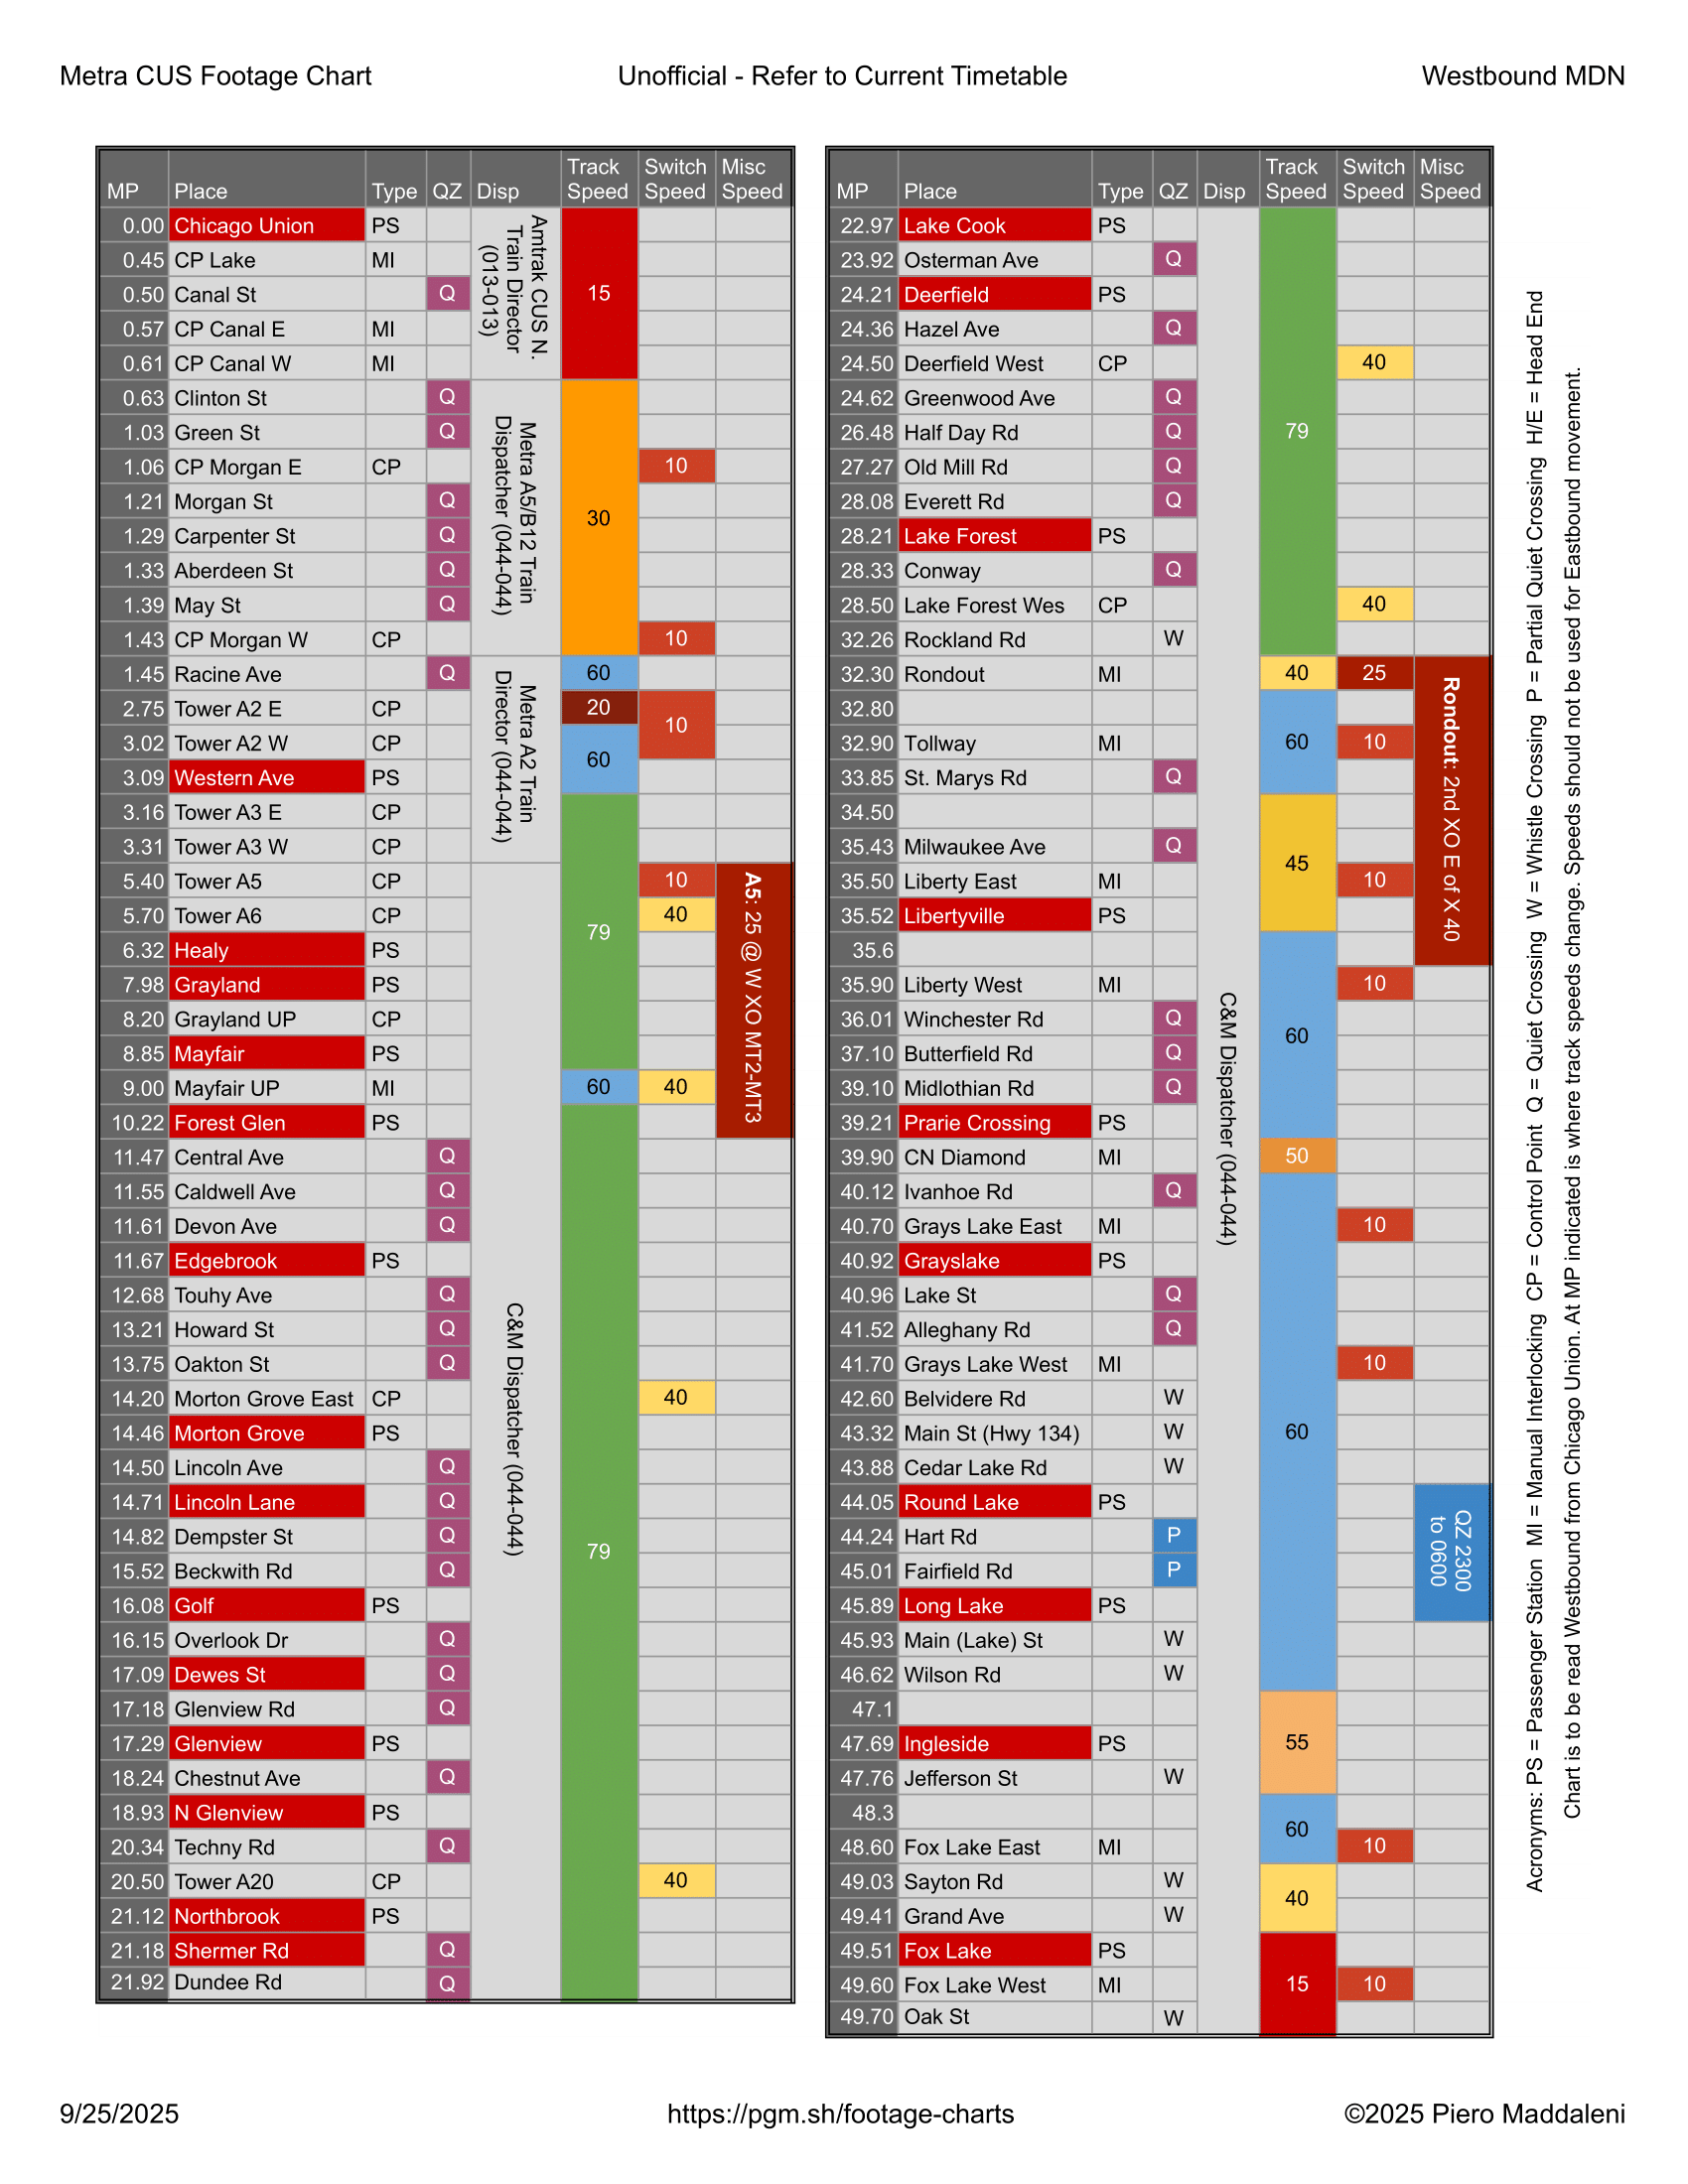 Metra CUS Footage Chart Unofficial - Refer to Current Timetable Westbound MDN
MP Place Type QZ Disp Track Speed Switch Speed Misc Speed
0.00 Chicago Union PS Amtrak CUS N. Train Director (013-013) 15
0.45 CP Lake MI
0.50 Canal St Q
0.57 CP Canal E MI
0.61 CP Canal W MI
0.63 Clinton St Q Metra A5/B12 Train Dispatcher (044-044) 30
1.03 Green St Q
1.06 CP Morgan E CP 10
1.21 Morgan St Q
1.29 Carpenter St Q
1.33 Aberdeen St Q
1.39 May St Q
1.43 CP Morgan W CP 10
1.45 Racine Ave Q Metra A2 Train Director (044-044) 60
2.75 Tower A2 E CP 20 10
3.02 Tower A2 W CP 60
3.09 Western Ave PS
3.16 Tower A3 E CP 79
3.31 Tower A3 W CP
5.40 Tower A5 CP C&M Dispatcher (044-044) 10 A5: 25 @ W XO MT2-MT3
5.70 Tower A6 CP 40
6.32 Healy PS
7.98 Grayland PS
8.20 Grayland UP CP
8.85 Mayfair PS
9.00 Mayfair UP MI 60 40
10.22 Forest Glen PS 79
11.47 Central Ave Q
11.55 Caldwell Ave Q
11.61 Devon Ave Q
11.67 Edgebrook PS
12.68 Touhy Ave Q
13.21 Howard St Q
13.75 Oakton St Q
14.20 Morton Grove East CP 40
14.46 Morton Grove PS
14.50 Lincoln Ave Q
14.71 Lincoln Lane Q
14.82 Dempster St Q
15.52 Beckwith Rd Q
16.08 Golf PS
16.15 Overlook Dr Q
17.09 Dewes St Q
17.18 Glenview Rd Q
17.29 Glenview PS
18.24 Chestnut Ave Q
18.93 N Glenview PS
20.34 Techny Rd Q
20.50 Tower A20 CP 40
21.12 Northbrook PS
21.18 Shermer Rd Q
21.92 Dundee Rd Q
MP Place Type QZ Disp Track Speed Switch Speed Misc Speed
22.97 Lake Cook PS C&M Dispatcher (044-044) 79
23.92 Osterman Ave Q
24.21 Deerfield PS
24.36 Hazel Ave Q
24.50 Deerfield West CP 40
24.62 Greenwood Ave Q
26.48 Half Day Rd Q
27.27 Old Mill Rd Q
28.08 Everett Rd Q
28.21 Lake Forest PS
28.33 Conway Q
28.50 Lake Forest Wes CP 40
32.26 Rockland Rd W
32.30 Rondout MI 40 25 Rondout: 2nd XO E of X 40
32.80 60
32.90 Tollway MI 10
33.85 St. Marys Rd Q
34.50 45
35.43 Milwaukee Ave Q
35.50 Liberty East MI 10
35.52 Libertyville PS
35.6 60
35.90 Liberty West MI 10
36.01 Winchester Rd Q
37.10 Butterfield Rd Q
39.10 Midlothian Rd Q
39.21 Prarie Crossing PS
39.90 CN Diamond MI 50
40.12 Ivanhoe Rd Q 60
40.70 Grays Lake East MI 10
40.92 Grayslake PS
40.96 Lake St Q
41.52 Alleghany Rd Q
41.70 Grays Lake West MI 10
42.60 Belvidere Rd W
43.32 Main St (Hwy 134) W
43.88 Cedar Lake Rd W
44.05 Round Lake PS QZ 2300 to 0600
44.24 Hart Rd P
45.01 Fairfield Rd P
45.89 Long Lake PS
45.93 Main (Lake) St W
46.62 Wilson Rd W
47.1 55
47.69 Ingleside PS
47.76 Jefferson St W
48.3 60
48.60 Fox Lake East MI 10
49.03 Sayton Rd W 40
49.41 Grand Ave W
49.51 Fox Lake PS 15
49.60 Fox Lake West MI 10
49.70 Oak St W
Acronyms: PS = Passenger Station MI = Manual Interlocking CP = Control Point Q = Quiet Crossing W = Whistle Crossing P = Partial Quiet Crossing H/E = Head End
Chart is to be read Westbound from Chicago Union. At MP indicated is where track speeds change. Speeds should not be used for Eastbound movement.
9/25/2025 https://pgm.sh/footage-charts ©2025 Piero Maddaleni